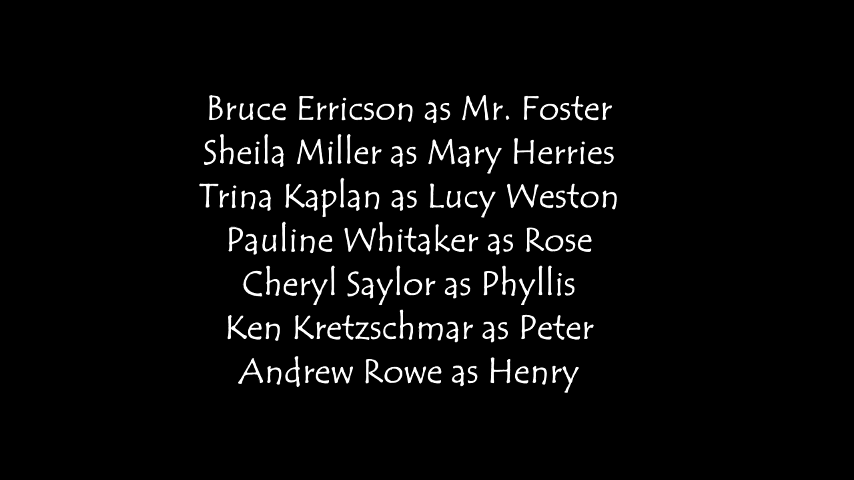 Bruce Erricson as Mr. Foster
Sheila Miller as Mary Herries
Trina Kaplan as Lucy Weston
Pauline Whitaker as Rose
Cheryl Saylor as Phyllis
Ken Kretzschmar as Peter
Andrew Rowe as Henry